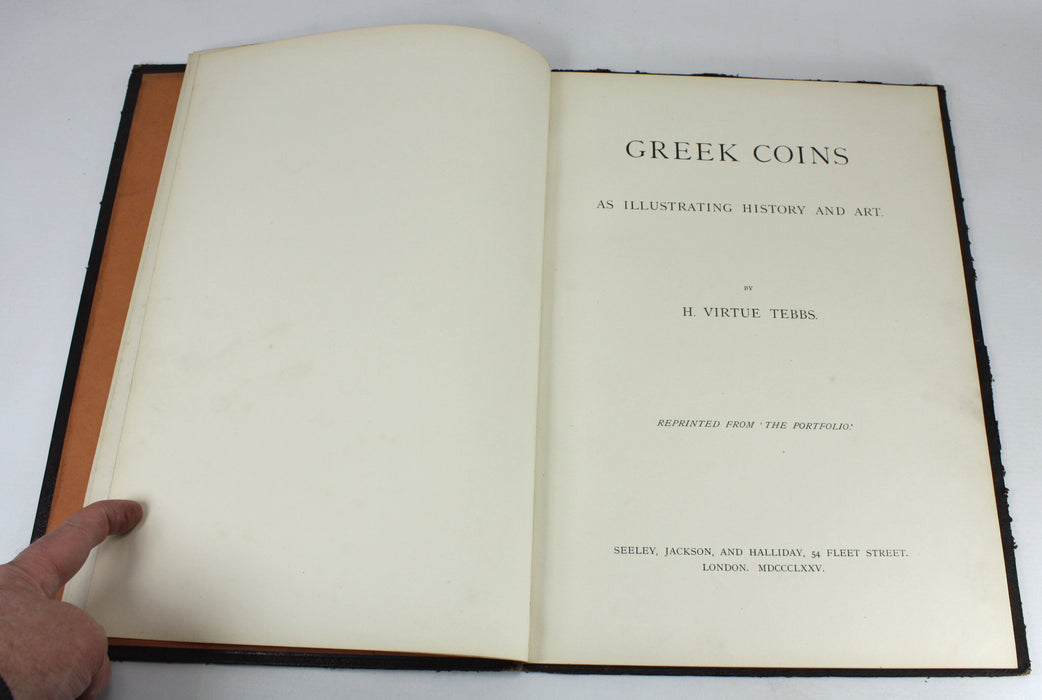 GREEK COINS
AS ILLUSTRATING HISTORY AND ART.
BY
H. VIRTUE TEBBS.
REPRINTED FROM 'THE PORTFOLIO.'
SEELEY, JACKSON, AND HALLIDAY, 54 FLEET STREET.
LONDON. MDCCCLXXV.